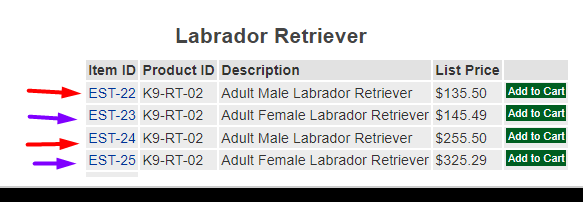 Labrador Retriever
Item ID Product ID Description List Price
EST-22 K9-RT-02 Adult Male Labrador Retriever $135.50 Add to Cart
EST-23 K9-RT-02 Adult Female Labrador Retriever $145.49 Add to Cart
EST-24 K9-RT-02 Adult Male Labrador Retriever $255.50 Add to Cart
EST-25 K9-RT-02 Adult Female Labrador Retriever $325.29 Add to Cart